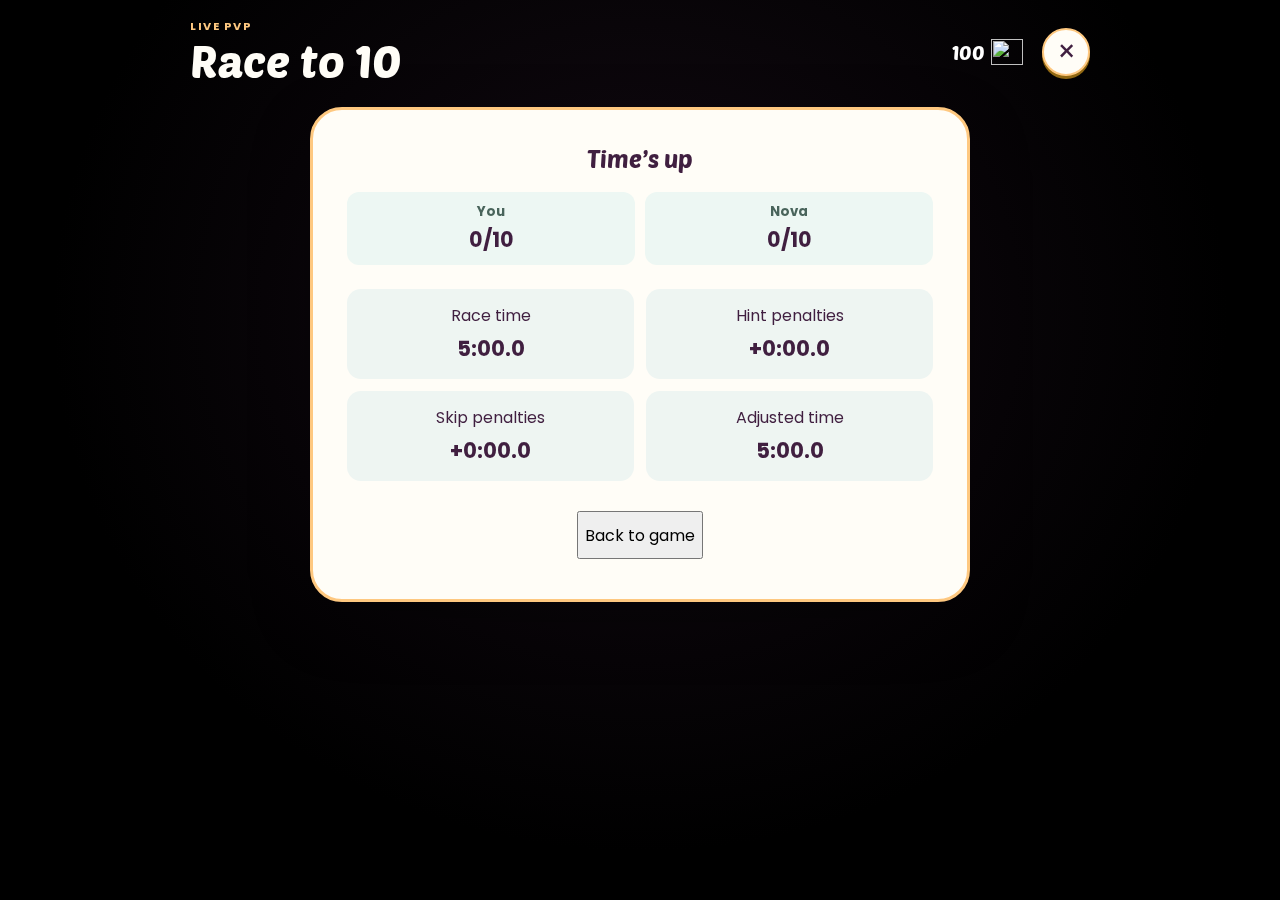 LIVE PVP
Race to 10
100
×
Time’s up
You
0/10
Nova
0/10
Race time
5:00.0
Hint penalties
+0:00.0
Skip penalties
+0:00.0
Adjusted time
5:00.0
Back to game